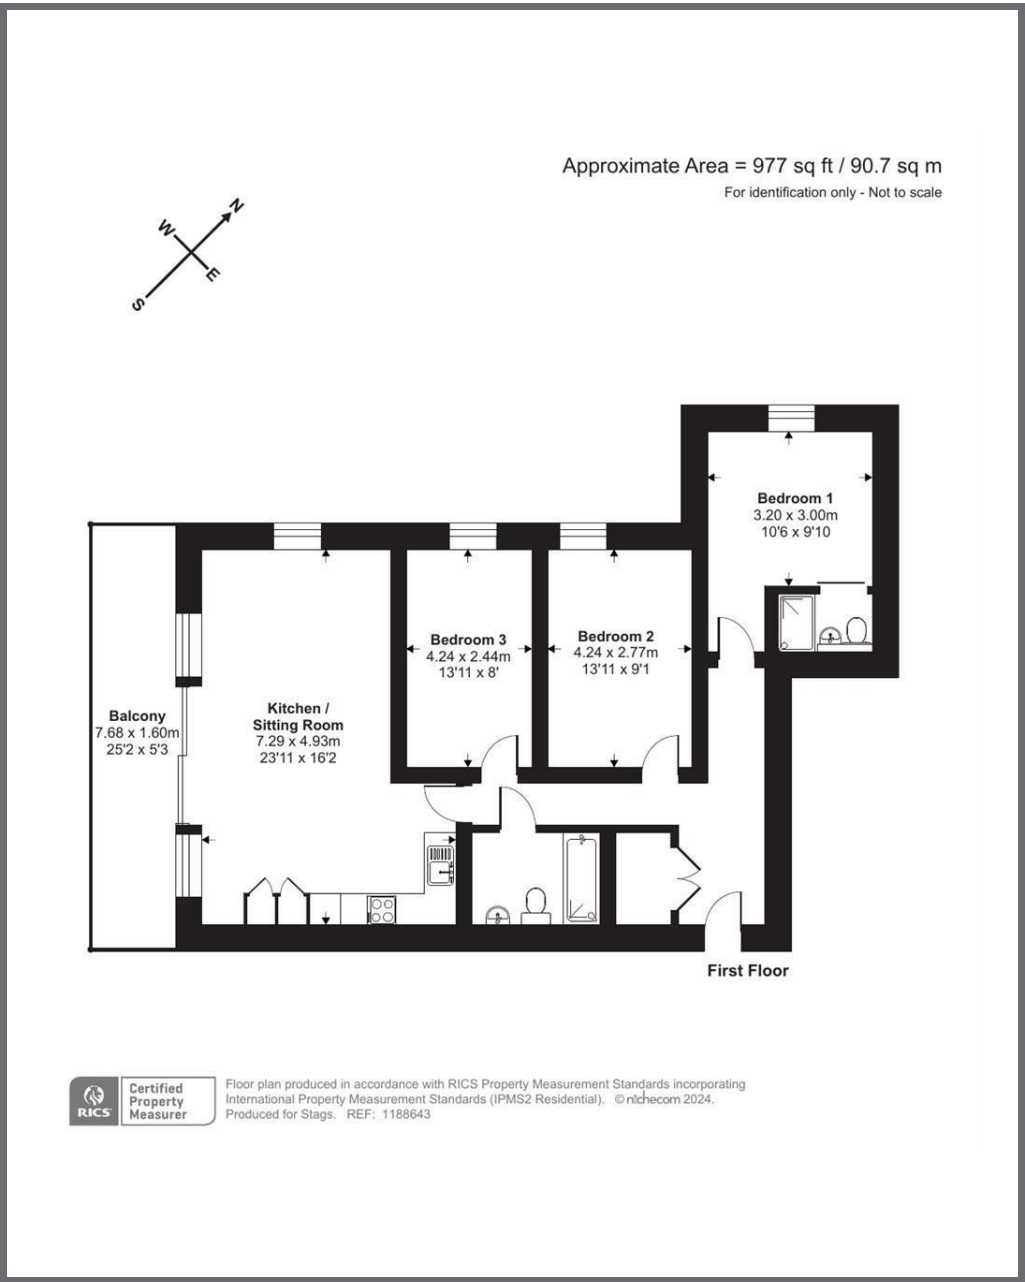 Approximate Area = 977 sq ft / 90.7 sq m
For identification only - Not to scale
N
W
E
S
Bedroom 1
3.20 x 3.00m
10'6 x 9'10
Bedroom 3
4.24 x 2.44m
13'11 x 8'
Bedroom 2
4.24 x 2.77m
13'11 x 9'1
Kitchen /
Sitting Room
7.29 x 4.93m
23'11 x 16'2
Balcony
7.68 x 1.60m
25'2 x 5'3
First Floor
RICS
Certified
Property
Measurer
Floor plan produced in accordance with RICS Property Measurement Standards incorporating
International Property Measurement Standards (IPMS2 Residential). © nichecom 2024.
Produced for Stags. REF: 1188643